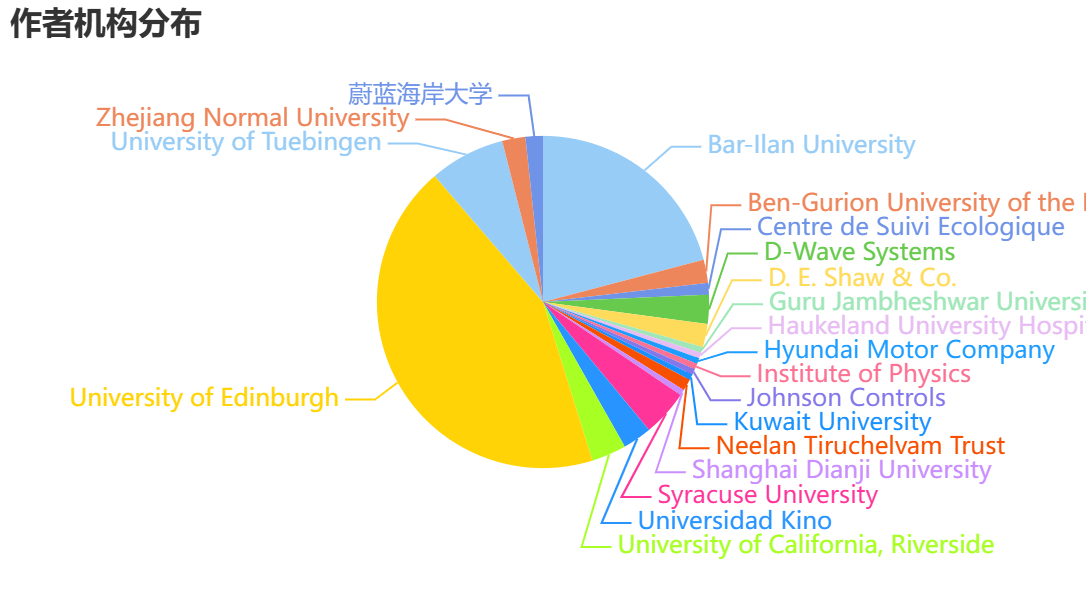 作者机构分布
蔚蓝海岸大学
Zhejiang Normal University
University of Tuebingen
Bar-Ilan University
Ben-Gurion University of the
Centre de Suivi Ecologique
D-Wave Systems
D. E. Shaw & Co.
Guru Jambheshwar Universi
Haukeland University Hospi
Hyundai Motor Company
Institute of Physics
University of Edinburgh
Johnson Controls
Kuwait University
Neelan Tiruchelvam Trust
Shanghai Dianji University
Syracuse University
Universidad Kino
University of California, Riverside